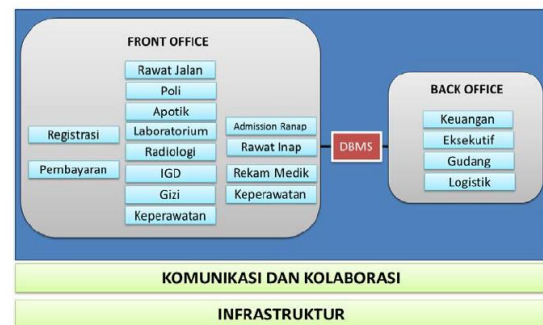 FRONT OFFICE
Registrasi
Pembayaran
Rawat Jalan
Poli
Apotik
Laboratorium
Radiologi
IGD
Gizi
Keperawatan
Admission Ranap
Rawat Inap
Rekam Medik
Keperawatan
DBMS
BACK OFFICE
Keuangan
Eksekutif
Gudang
Logistik
KOMUNIKASI DAN KOLABORASI
INFRASTRUKTUR